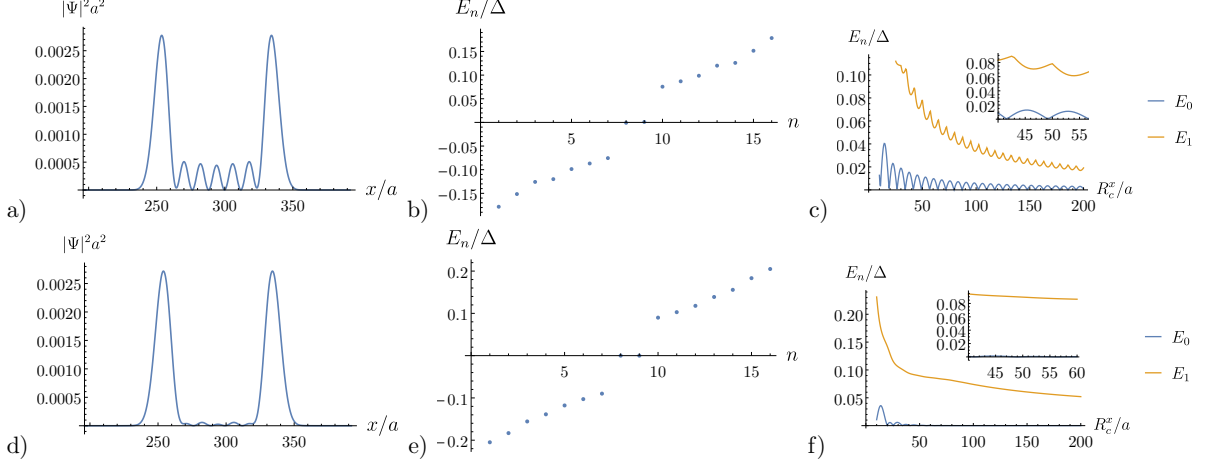 |Ψ|²a²
0.0025
0.0020
0.0015
0.0010
0.0005
250
300
350
x/a
a)
E_n/Δ
0.15
0.10
0.05
−0.05
−0.10
−0.15
5
10
15
n
b)
E_n/Δ
0.10
0.08
0.06
0.04
0.02
50
100
150
200
R_c^x/a
0.08
0.06
0.04
0.02
45
50
55
E_0
E_1
c)
|Ψ|²a²
0.0025
0.0020
0.0015
0.0010
0.0005
250
300
350
x/a
d)
E_n/Δ
0.2
0.1
−0.1
−0.2
5
10
15
n
e)
E_n/Δ
0.20
0.15
0.10
0.05
50
100
150
200
R_c^x/a
0.08
0.06
0.04
0.02
45
50
55
60
E_0
E_1
f)